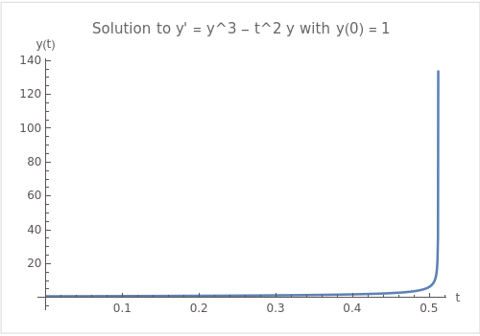 Solution to y' = y^3 – t^2 y with y(0) = 1
y(t)
140
120
100
80
60
40
20
0.1 0.2 0.3 0.4 0.5 t